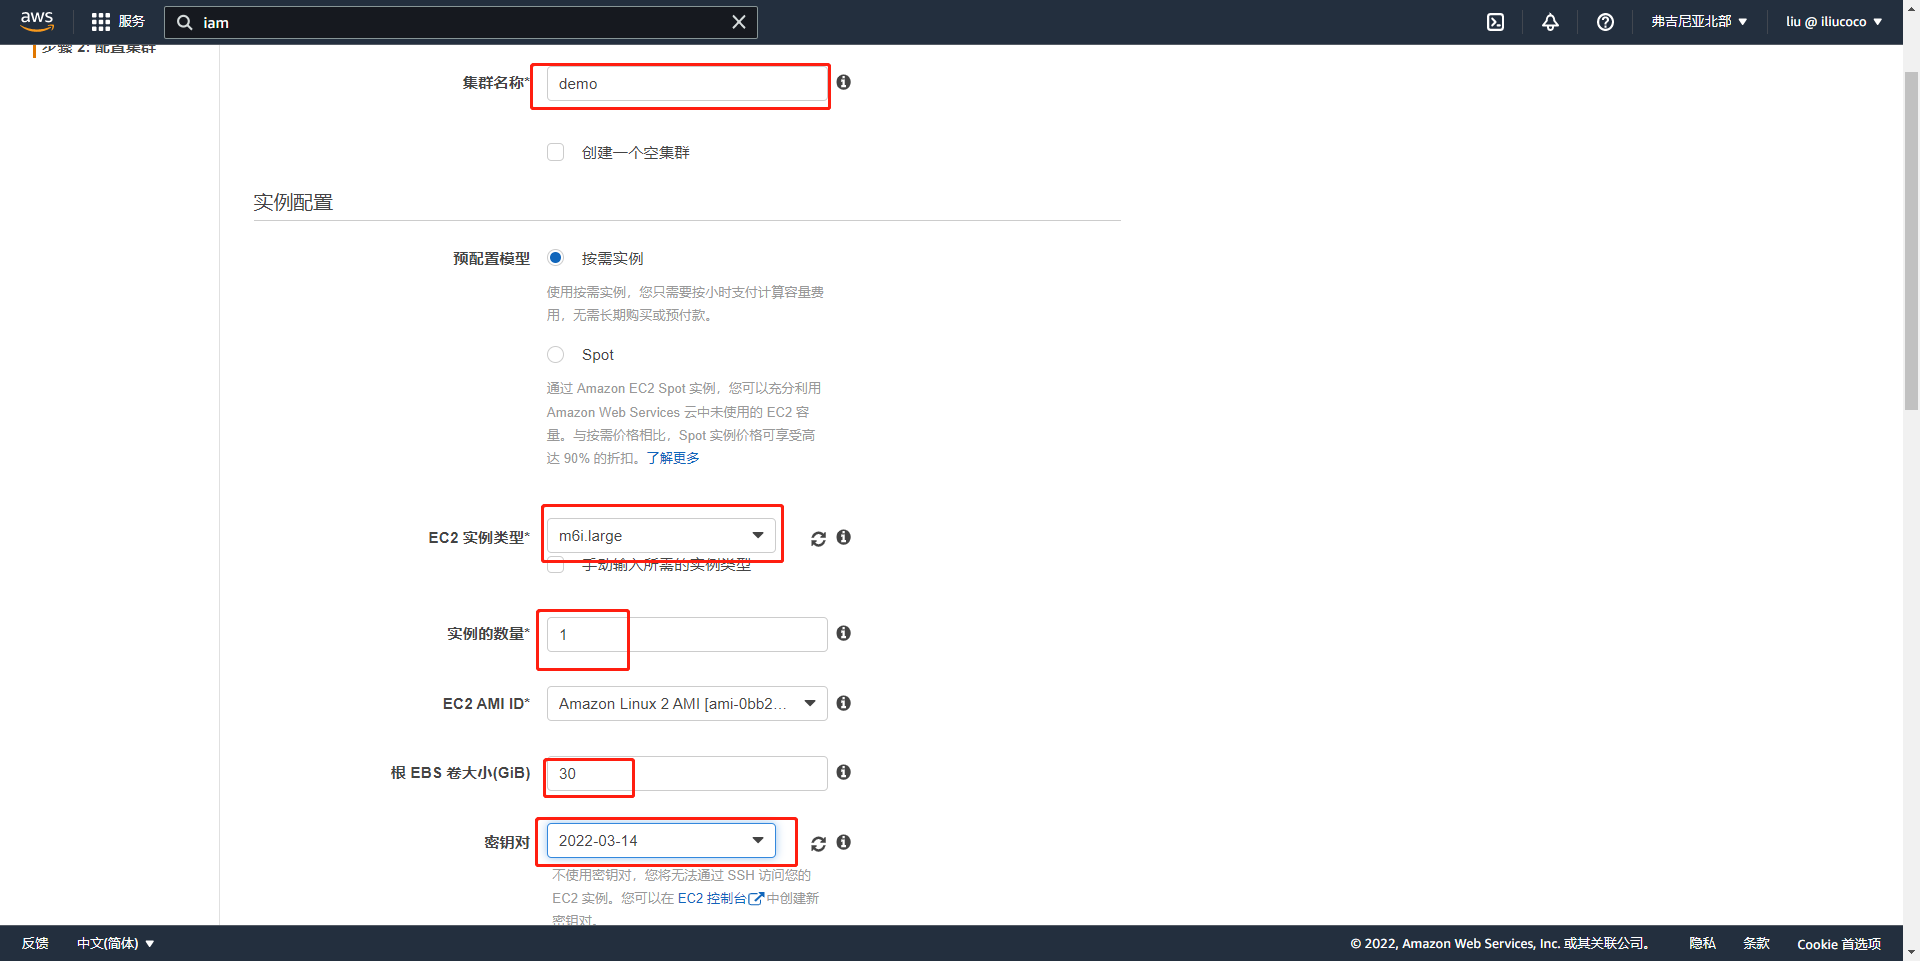 aws
服务
iam
弗吉尼亚北部
liu @ iliucoco
步骤 2: 配置集群
集群名称*
demo
创建一个空集群
实例配置
预配置模型
按需实例
使用按需实例，您只需要按小时支付计算容量费
用，无需长期购买或预付款。
Spot
通过 Amazon EC2 Spot 实例，您可以充分利用
Amazon Web Services 云中未使用的 EC2 容
量。与按需价格相比，Spot 实例价格可享受高
达 90% 的折扣。了解更多
EC2 实例类型*
m6i.large
手动输入所需的实例类型
实例的数量*
1
EC2 AMI ID*
Amazon Linux 2 AMI [ami-0bb2...
根 EBS 卷大小(GiB)
30
密钥对
2022-03-14
不使用密钥对，您将无法通过 SSH 访问您的
EC2 实例。您可以在 EC2 控制台 中创建新
密钥对。
反馈
中文(简体)
© 2022, Amazon Web Services, Inc. 或其关联公司。
隐私
条款
Cookie 首选项